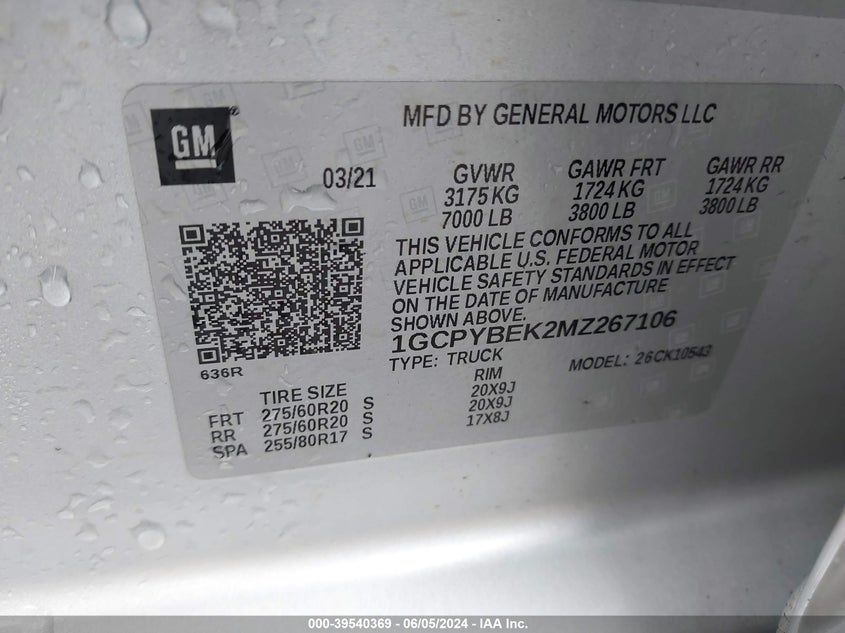 GM
MFD BY GENERAL MOTORS LLC
03/21
GVWR GAWR FRT GAWR RR
3175 KG 1724 KG 1724 KG
7000 LB 3800 LB 3800 LB
THIS VEHICLE CONFORMS TO ALL
APPLICABLE U.S. FEDERAL MOTOR
VEHICLE SAFETY STANDARDS IN EFFECT
ON THE DATE OF MANUFACTURE
SHOWN ABOVE.
1GCPYBEK2MZ267106
TYPE: TRUCK MODEL: 26CK10543
636R
TIRE SIZE RIM
FRT 275/60R20 S 20X9J
RR 275/60R20 S 20X9J
SPA 255/80R17 S 17X8J
000-39540369 - 06/05/2024 - IAA Inc.